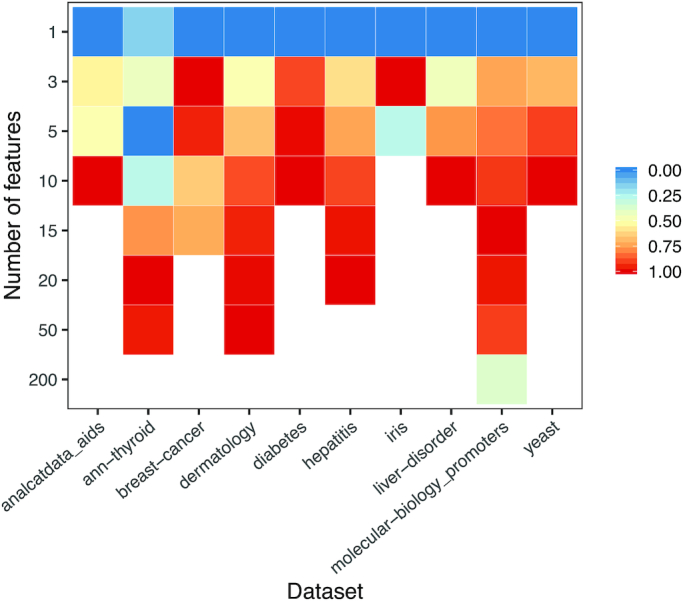 1
3
5
10
15
20
50
200
Number of features
0.00
0.25
0.50
0.75
1.00
analcatdata_aids
ann−thyroid
breast−cancer
dermatology
diabetes
hepatitis
iris
liver−disorder
molecular−biology_promoters
yeast
Dataset